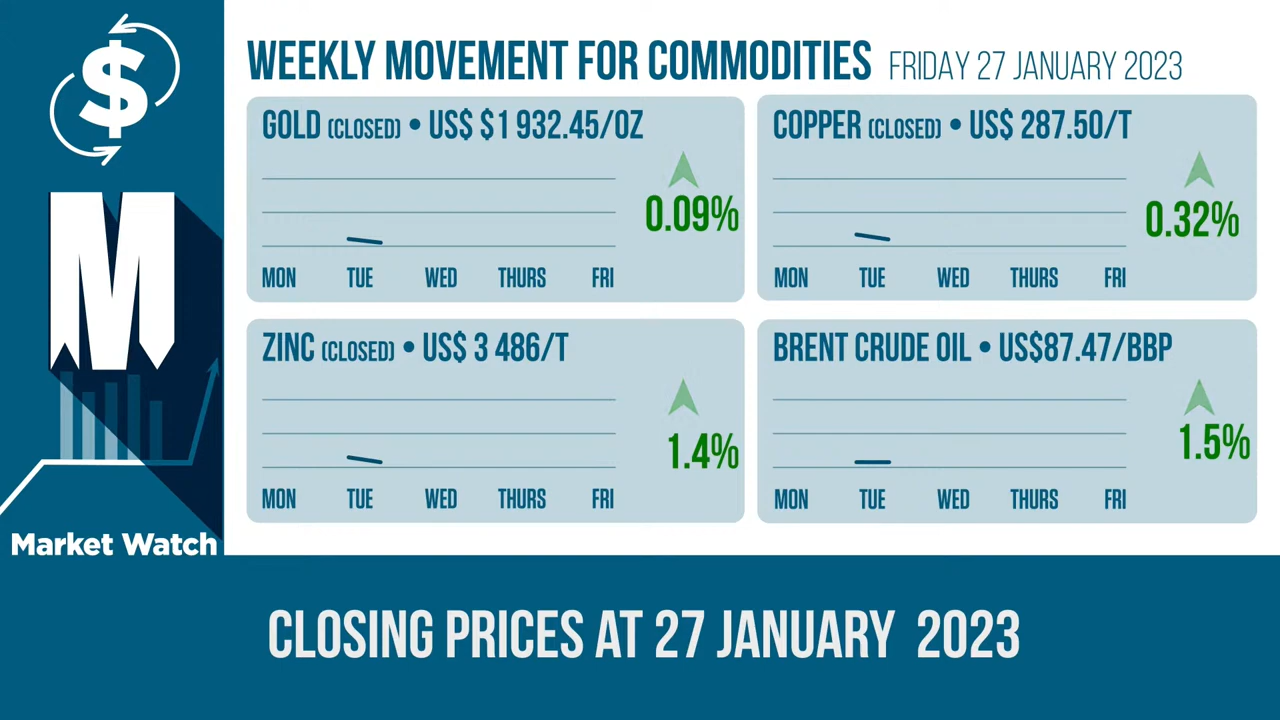 $
WEEKLY MOVEMENT FOR COMMODITIES FRIDAY 27 JANUARY 2023
GOLD (CLOSED) • US$ $1 932.45/OZ
0.09%
MON TUE WED THURS FRI
COPPER (CLOSED) • US$ 287.50/T
0.32%
MON TUE WED THURS FRI
ZINC (CLOSED) • US$ 3 486/T
1.4%
MON TUE WED THURS FRI
BRENT CRUDE OIL • US$87.47/BBP
1.5%
MON TUE WED THURS FRI
M
Market Watch
CLOSING PRICES AT 27 JANUARY 2023